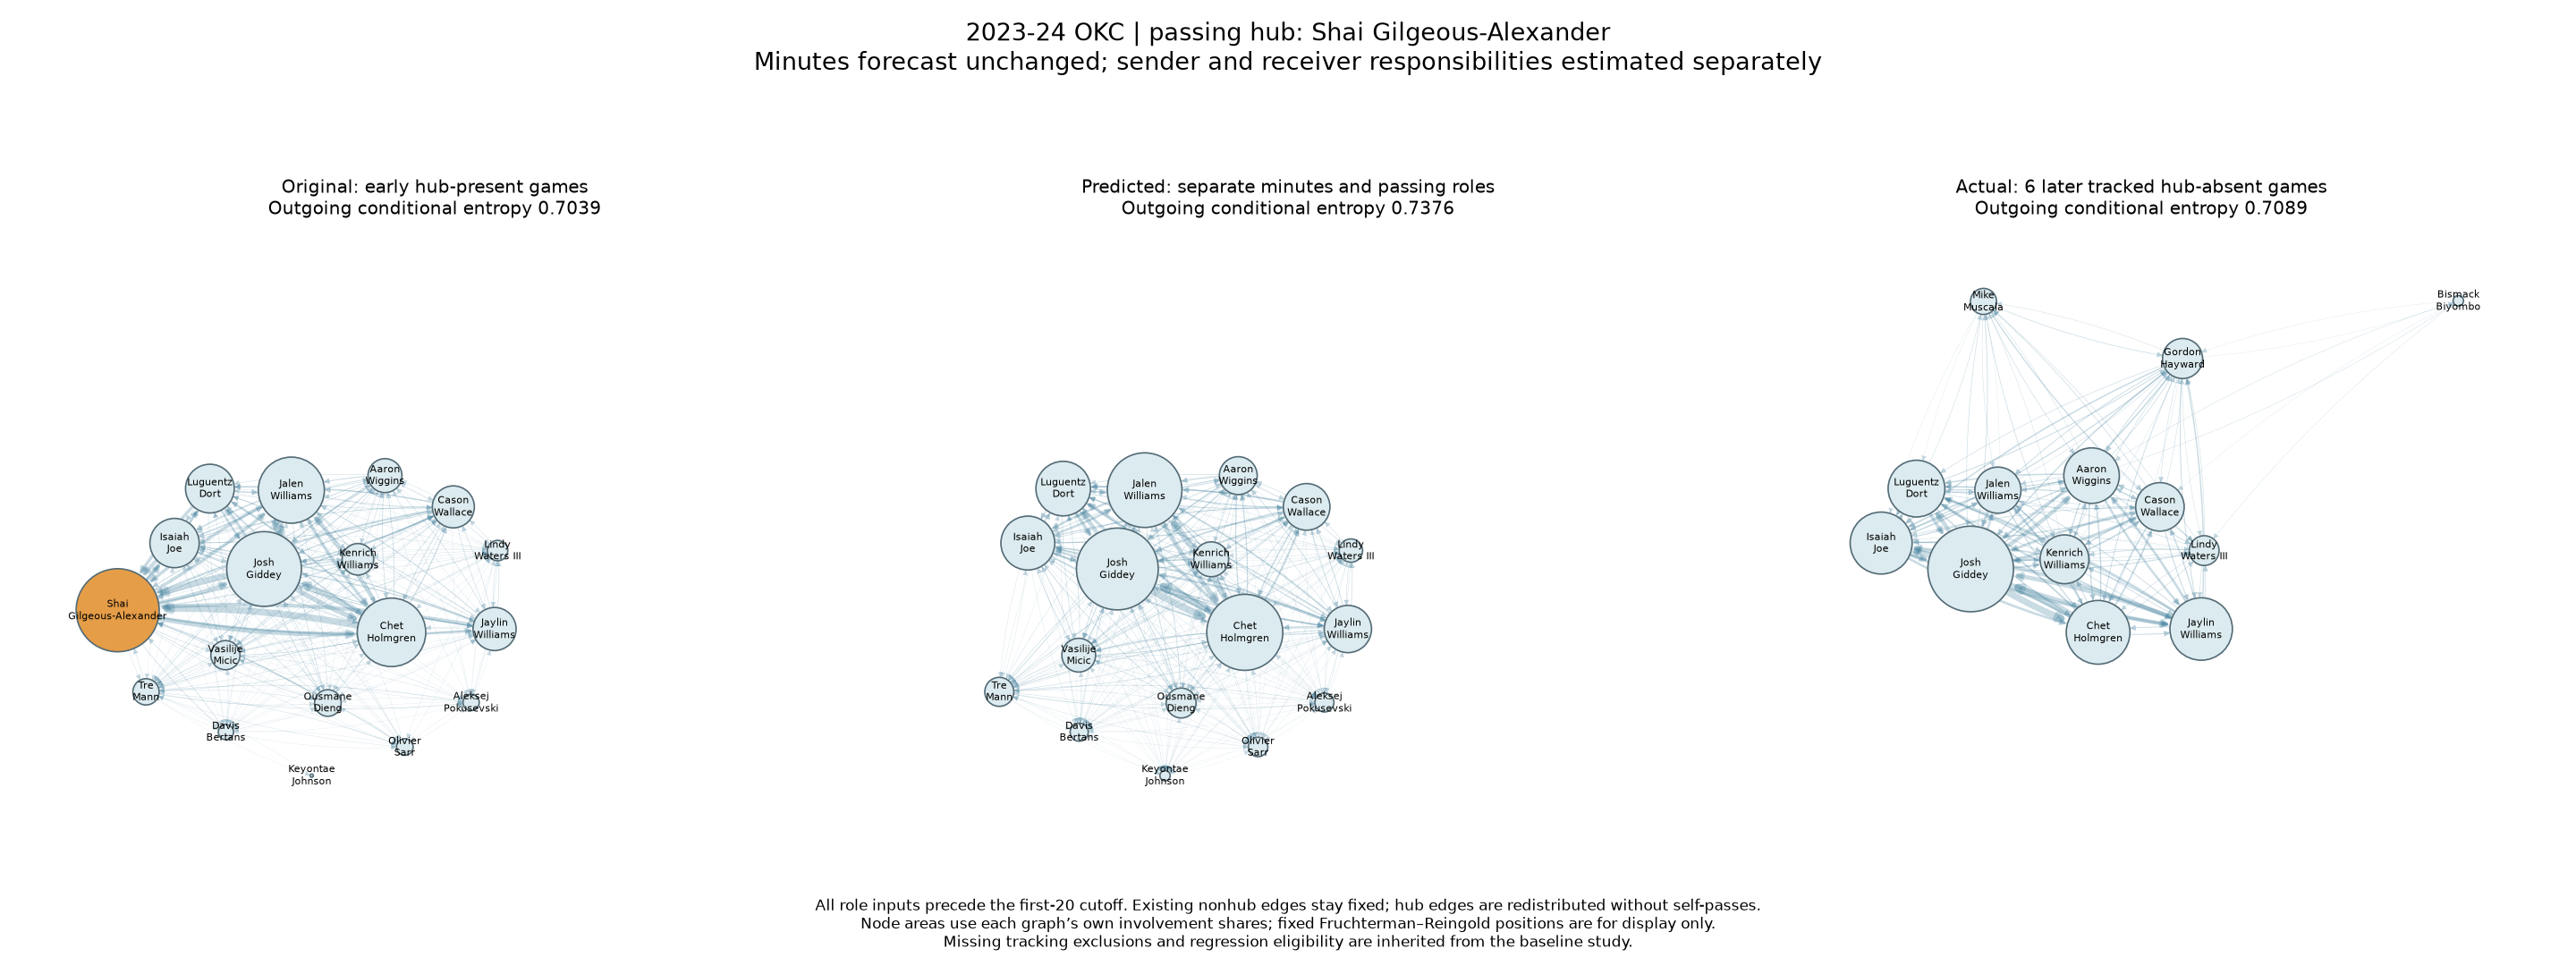 2023-24 OKC | passing hub: Shai Gilgeous-Alexander
Minutes forecast unchanged; sender and receiver responsibilities estimated separately
Original: early hub-present games
Outgoing conditional entropy 0.7039
Luguentz
Dort
Jalen
Williams
Aaron
Wiggins
Cason
Wallace
Isaiah
Joe
Josh
Giddey
Kenrich
Williams
Lindy
Waters III
Shai
Gilgeous-Alexander
Chet
Holmgren
Jaylin
Williams
Vasilije
Micic
Tre
Mann
Ousmane
Dieng
Aleksej
Pokusevski
Davis
Bertans
Olivier
Sarr
Keyontae
Johnson
Predicted: separate minutes and passing roles
Outgoing conditional entropy 0.7376
Luguentz
Dort
Jalen
Williams
Aaron
Wiggins
Cason
Wallace
Isaiah
Joe
Josh
Giddey
Kenrich
Williams
Lindy
Waters III
Chet
Holmgren
Jaylin
Williams
Vasilije
Micic
Tre
Mann
Ousmane
Dieng
Aleksej
Pokusevski
Davis
Bertans
Olivier
Sarr
Keyontae
Johnson
Actual: 6 later tracked hub-absent games
Outgoing conditional entropy 0.7089
Mike
Muscala
Bismack
Biyombo
Gordon
Hayward
Luguentz
Dort
Jalen
Williams
Aaron
Wiggins
Cason
Wallace
Isaiah
Joe
Josh
Giddey
Kenrich
Williams
Lindy
Waters III
Chet
Holmgren
Jaylin
Williams
All role inputs precede the first-20 cutoff. Existing nonhub edges stay fixed; hub edges are redistributed without self-passes.
Node areas use each graph’s own involvement shares; fixed Fruchterman–Reingold positions are for display only.
Missing tracking exclusions and regression eligibility are inherited from the baseline study.